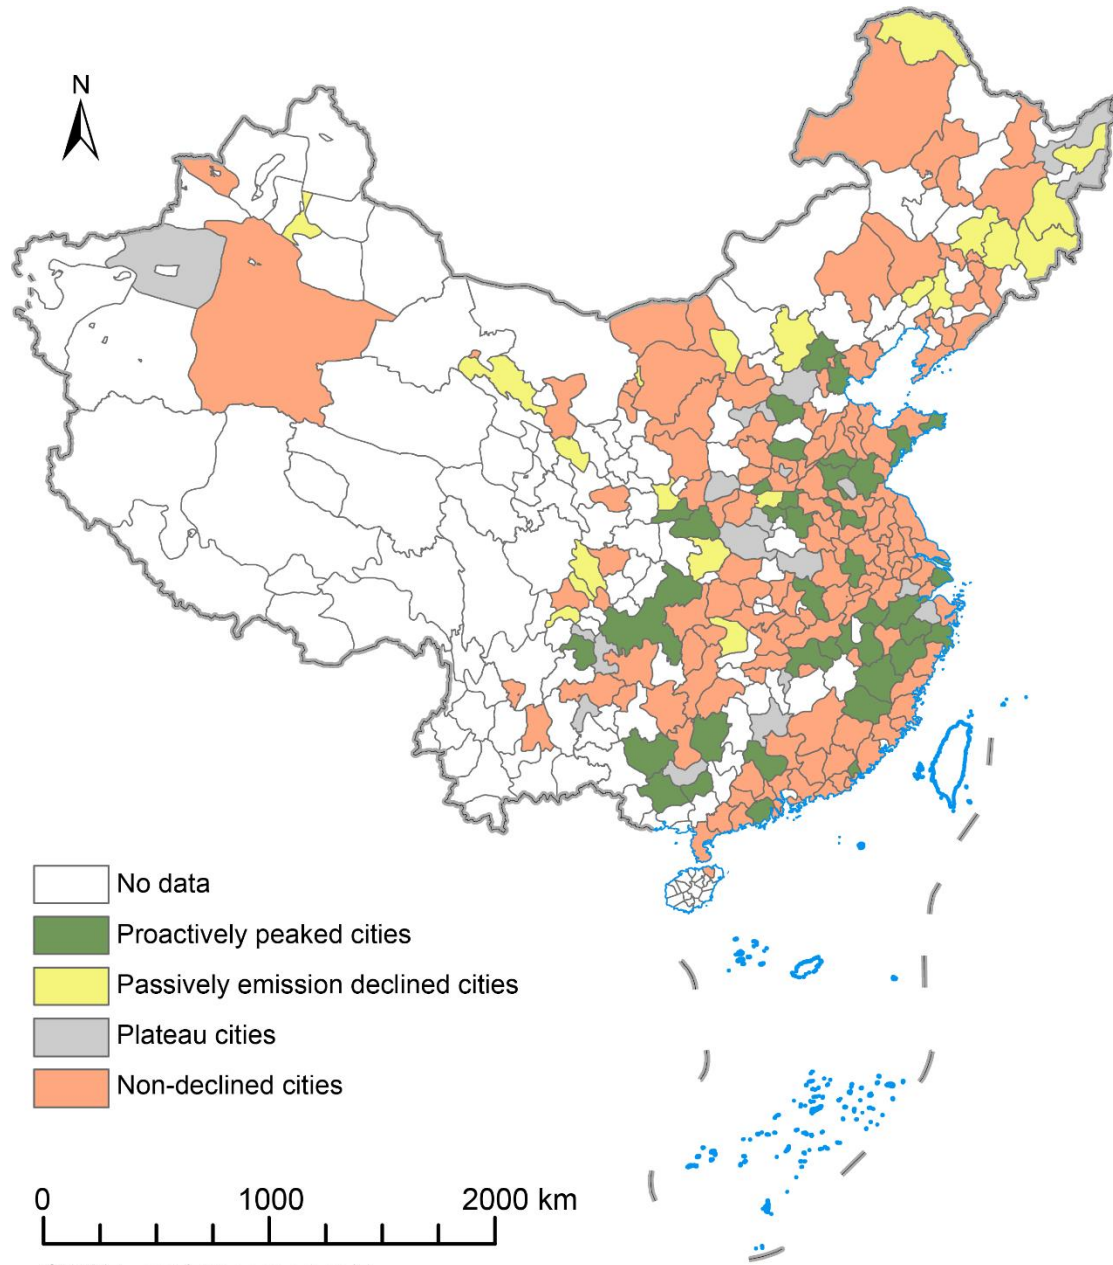 N
No data
Proactively peaked cities
Passively emission declined cities
Plateau cities
Non-declined cities
0 1000 2000 km